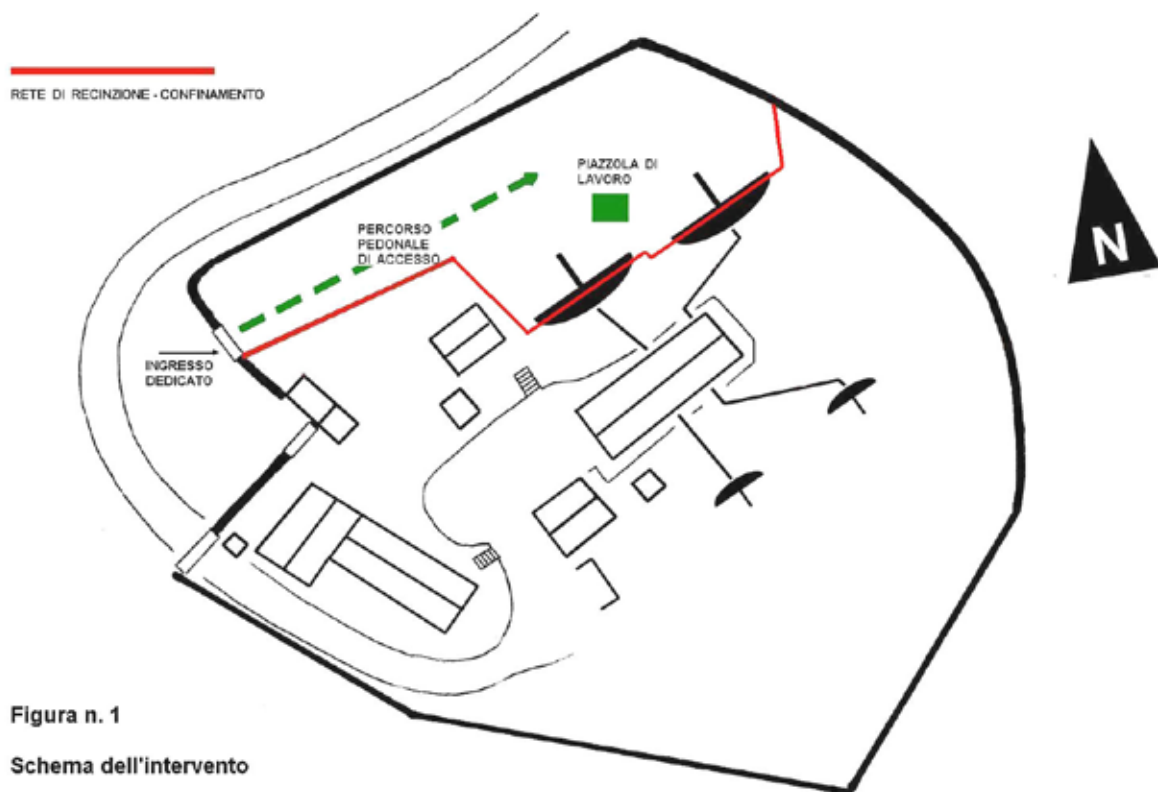 RETE DI RECINZIONE - CONFINAMENTO
PIAZZOLA DI
LAVORO
PERCORSO
PEDONALE
DI ACCESSO
N
INGRESSO
DEDICATO
Figura n. 1
Schema dell'intervento